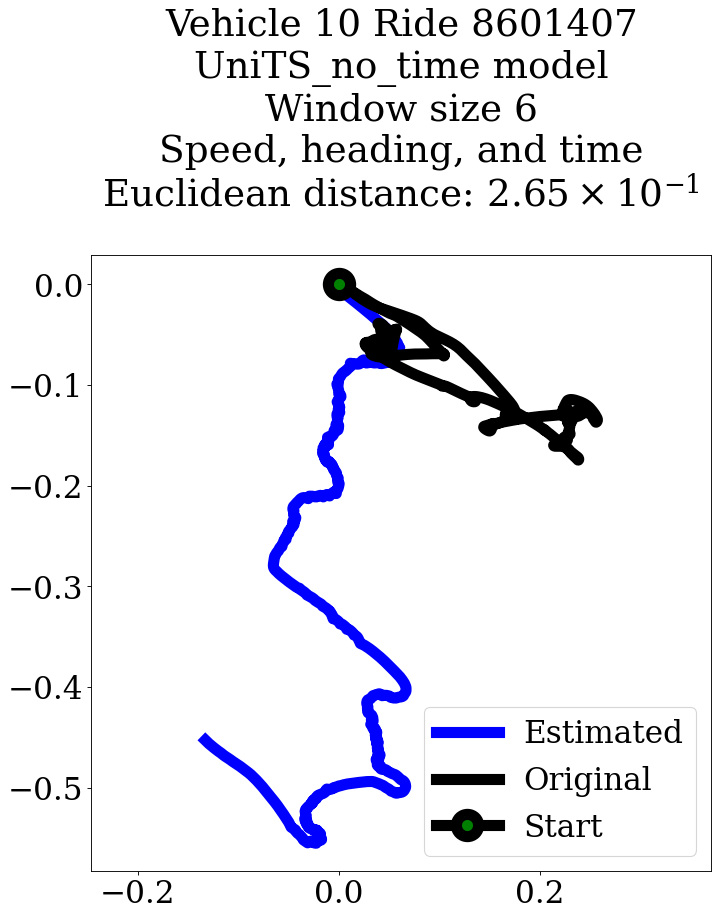 Vehicle 10 Ride 8601407
UniTS_no_time model
Window size 6
Speed, heading, and time
Euclidean distance: 2.65 × 10⁻¹
0.0
−0.1
−0.2
−0.3
−0.4
−0.5
−0.2
0.0
0.2
Estimated
Original
Start